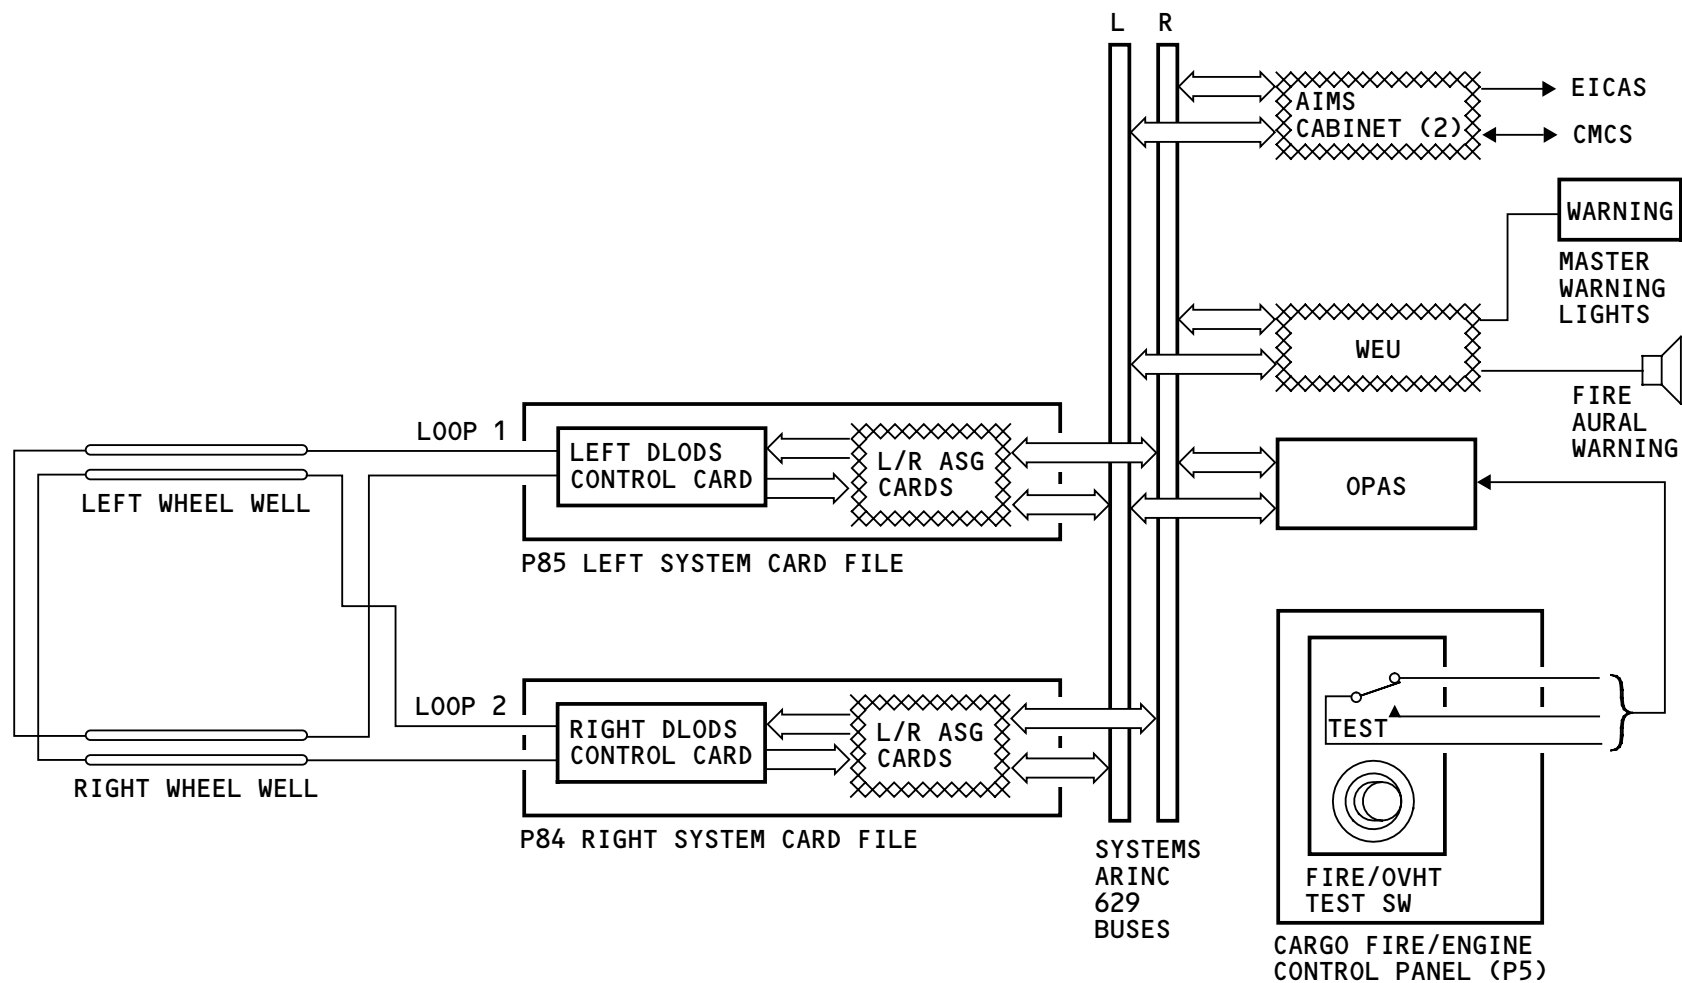 L R
AIMS
CABINET (2)
EICAS
CMCS
WARNING
MASTER
WARNING
LIGHTS
WEU
FIRE
AURAL
WARNING
LOOP 1
LEFT DLODS
CONTROL CARD
L/R ASG
CARDS
OPAS
LEFT WHEEL WELL
P85 LEFT SYSTEM CARD FILE
LOOP 2
RIGHT DLODS
CONTROL CARD
L/R ASG
CARDS
TEST
RIGHT WHEEL WELL
P84 RIGHT SYSTEM CARD FILE
SYSTEMS
ARINC
629
BUSES
FIRE/OVHT
TEST SW
CARGO FIRE/ENGINE
CONTROL PANEL (P5)